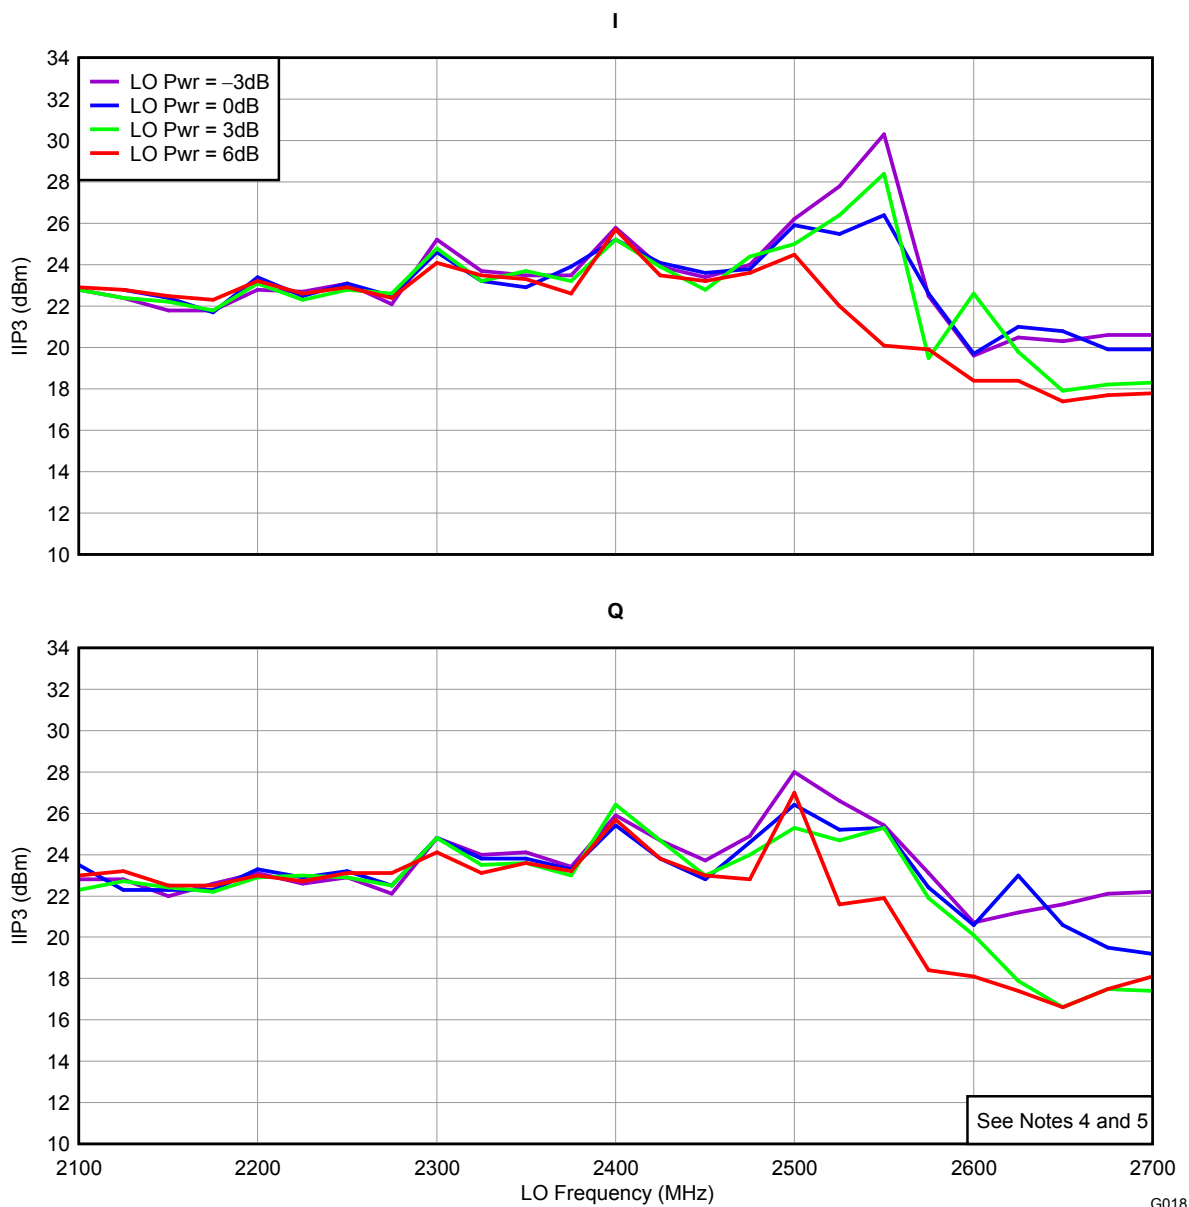 I
34
32
30
28
26
24
22
20
18
16
14
12
10
IIP3 (dBm)
LO Pwr = –3dB
LO Pwr = 0dB
LO Pwr = 3dB
LO Pwr = 6dB
Q
34
32
30
28
26
24
22
20
18
16
14
12
10
IIP3 (dBm)
See Notes 4 and 5
2100 2200 2300 2400 2500 2600 2700
LO Frequency (MHz)
G018